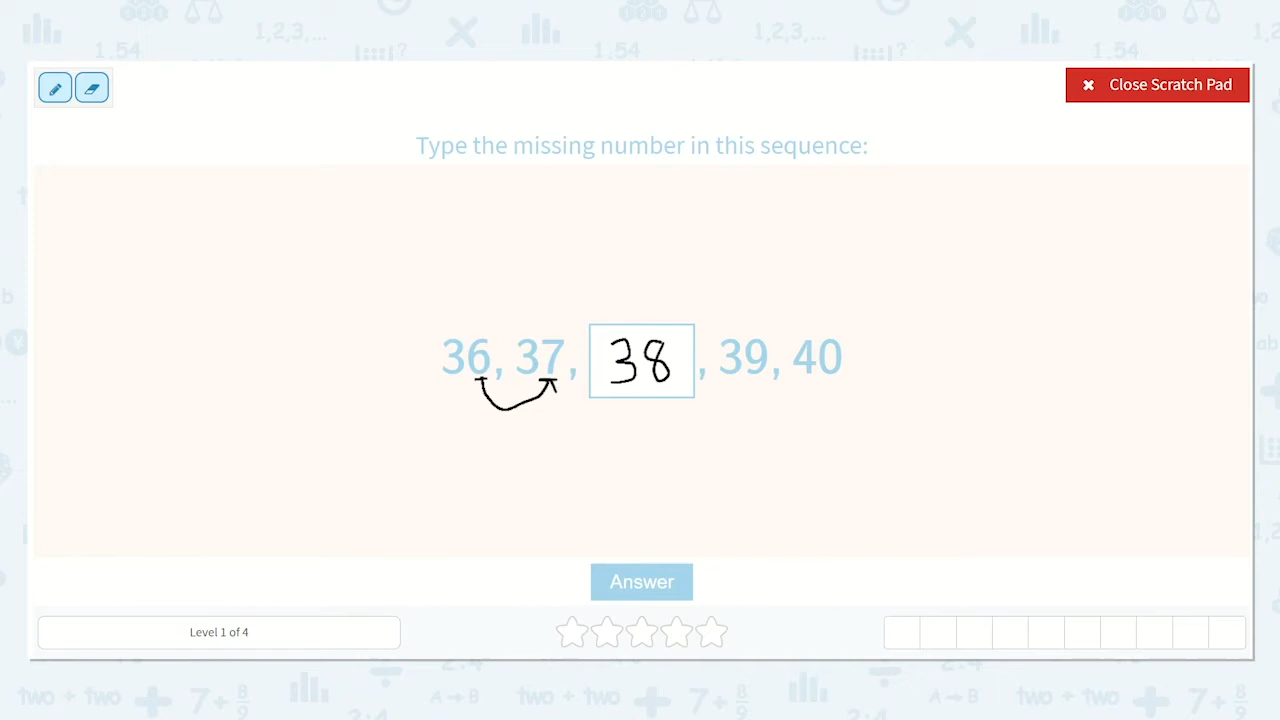 Close Scratch Pad
Type the missing number in this sequence:
36, 37, 38, 39, 40
Answer
Level 1 of 4